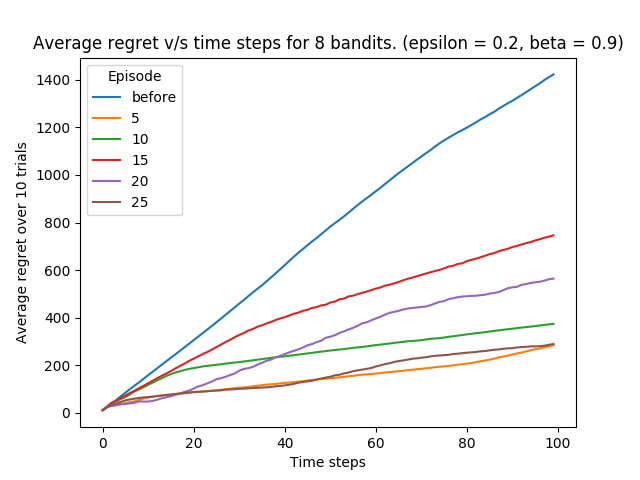 Average regret v/s time steps for 8 bandits. (epsilon = 0.2, beta = 0.9)
Episode
before
5
10
15
20
25
1400
1200
1000
800
600
400
200
0
Average regret over 10 trials
0 20 40 60 80 100
Time steps